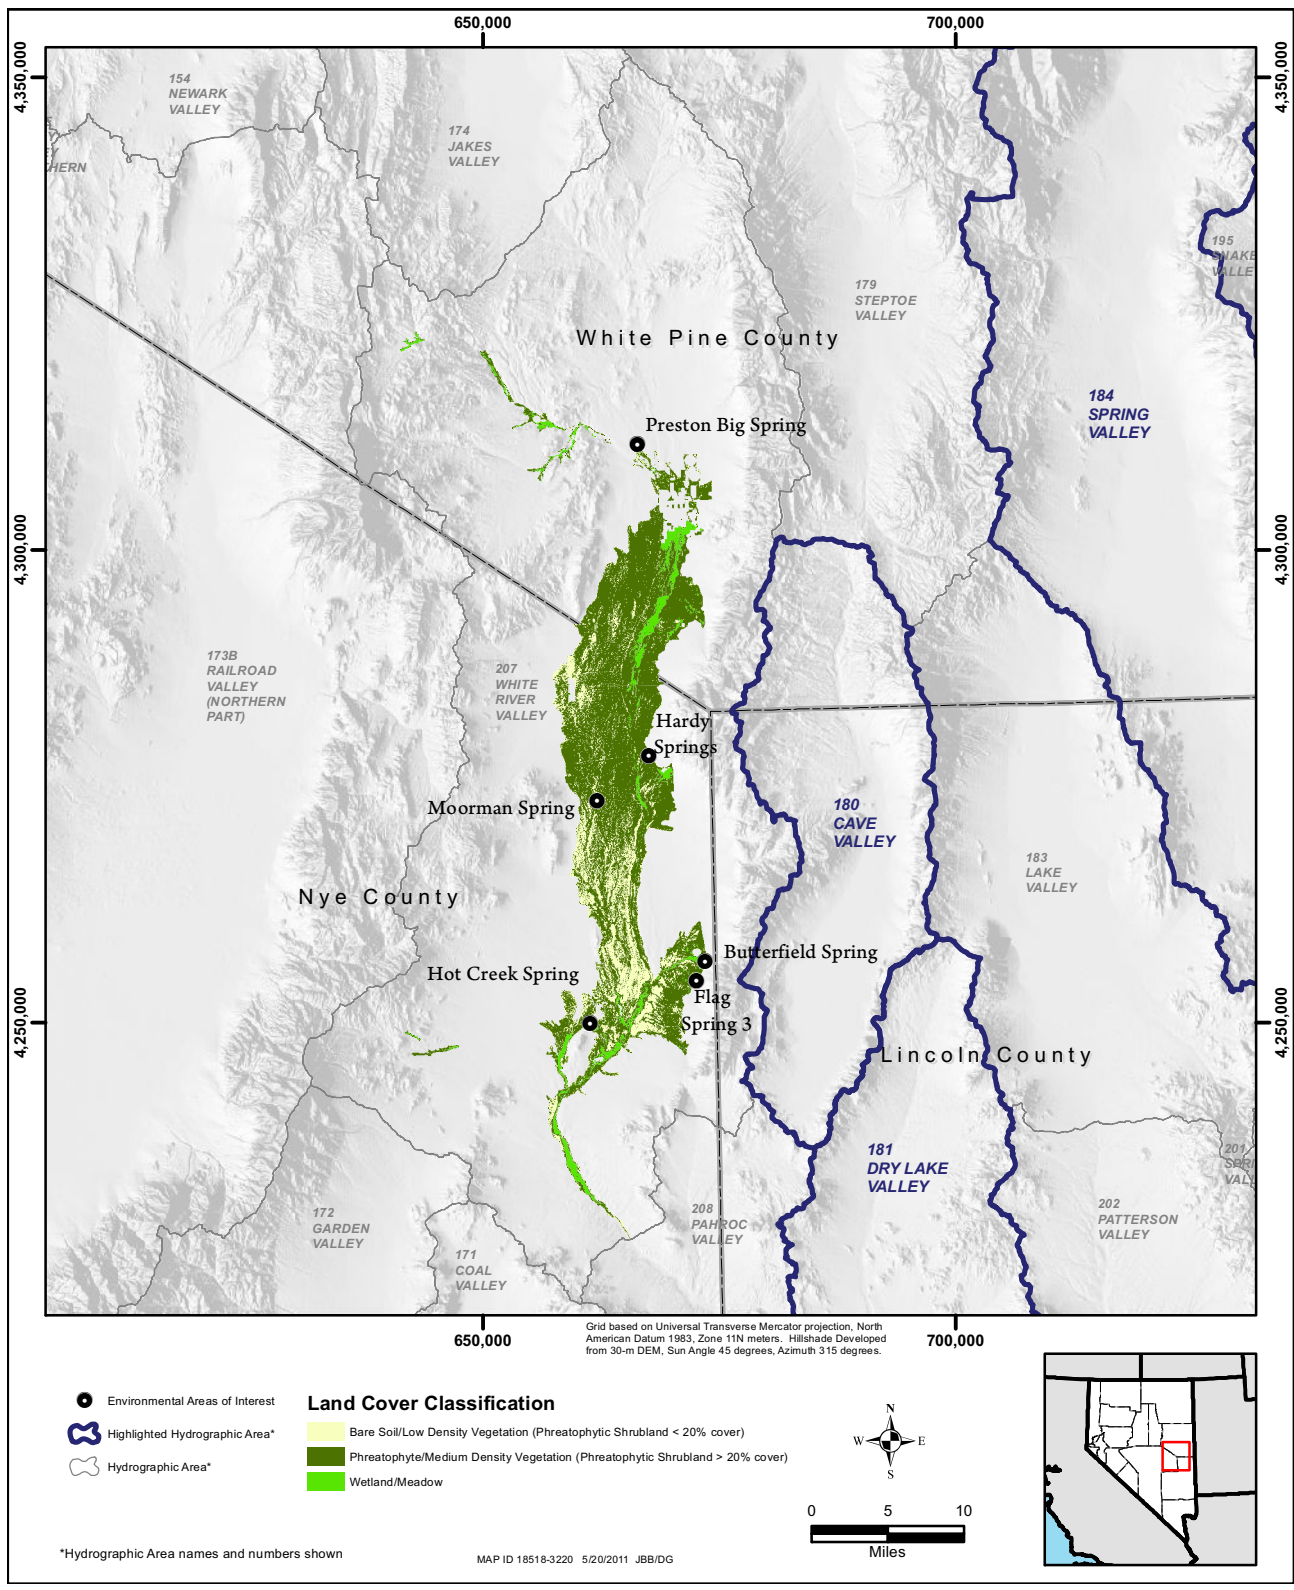 650,000
700,000
4,350,000
4,350,000
154
NEWARK
VALLEY
174
JAKES
VALLEY
HERN
195
SNAKE
VALLE
179
STEPTOE
VALLEY
White Pine County
184
SPRING
VALLEY
Preston Big Spring
4,300,000
4,300,000
173B
RAILROAD
VALLEY
(NORTHERN
PART)
207
WHITE
RIVER
VALLEY
Hardy
Springs
Moorman Spring
180
CAVE
VALLEY
183
LAKE
VALLEY
Nye County
Butterfield Spring
Hot Creek Spring
Flag
Spring 3
4,250,000
4,250,000
Lincoln County
181
DRY LAKE
VALLEY
201
SPRI
VALL
172
GARDEN
VALLEY
171
COAL
VALLEY
208
PAHROC
VALLEY
202
PATTERSON
VALLEY
650,000
700,000
Grid based on Universal Transverse Mercator projection, North
American Datum 1983, Zone 11N meters. Hillshade Developed
from 30-m DEM, Sun Angle 45 degrees, Azimuth 315 degrees.
Environmental Areas of Interest
Highlighted Hydrographic Area*
Hydrographic Area*
Land Cover Classification
Bare Soil/Low Density Vegetation (Phreatophytic Shrubland < 20% cover)
Phreatophyte/Medium Density Vegetation (Phreatophytic Shrubland > 20% cover)
Wetland/Meadow
N
W E
S
0 5 10
Miles
*Hydrographic Area names and numbers shown
MAP ID 18518-3220 5/20/2011 JBB/DG